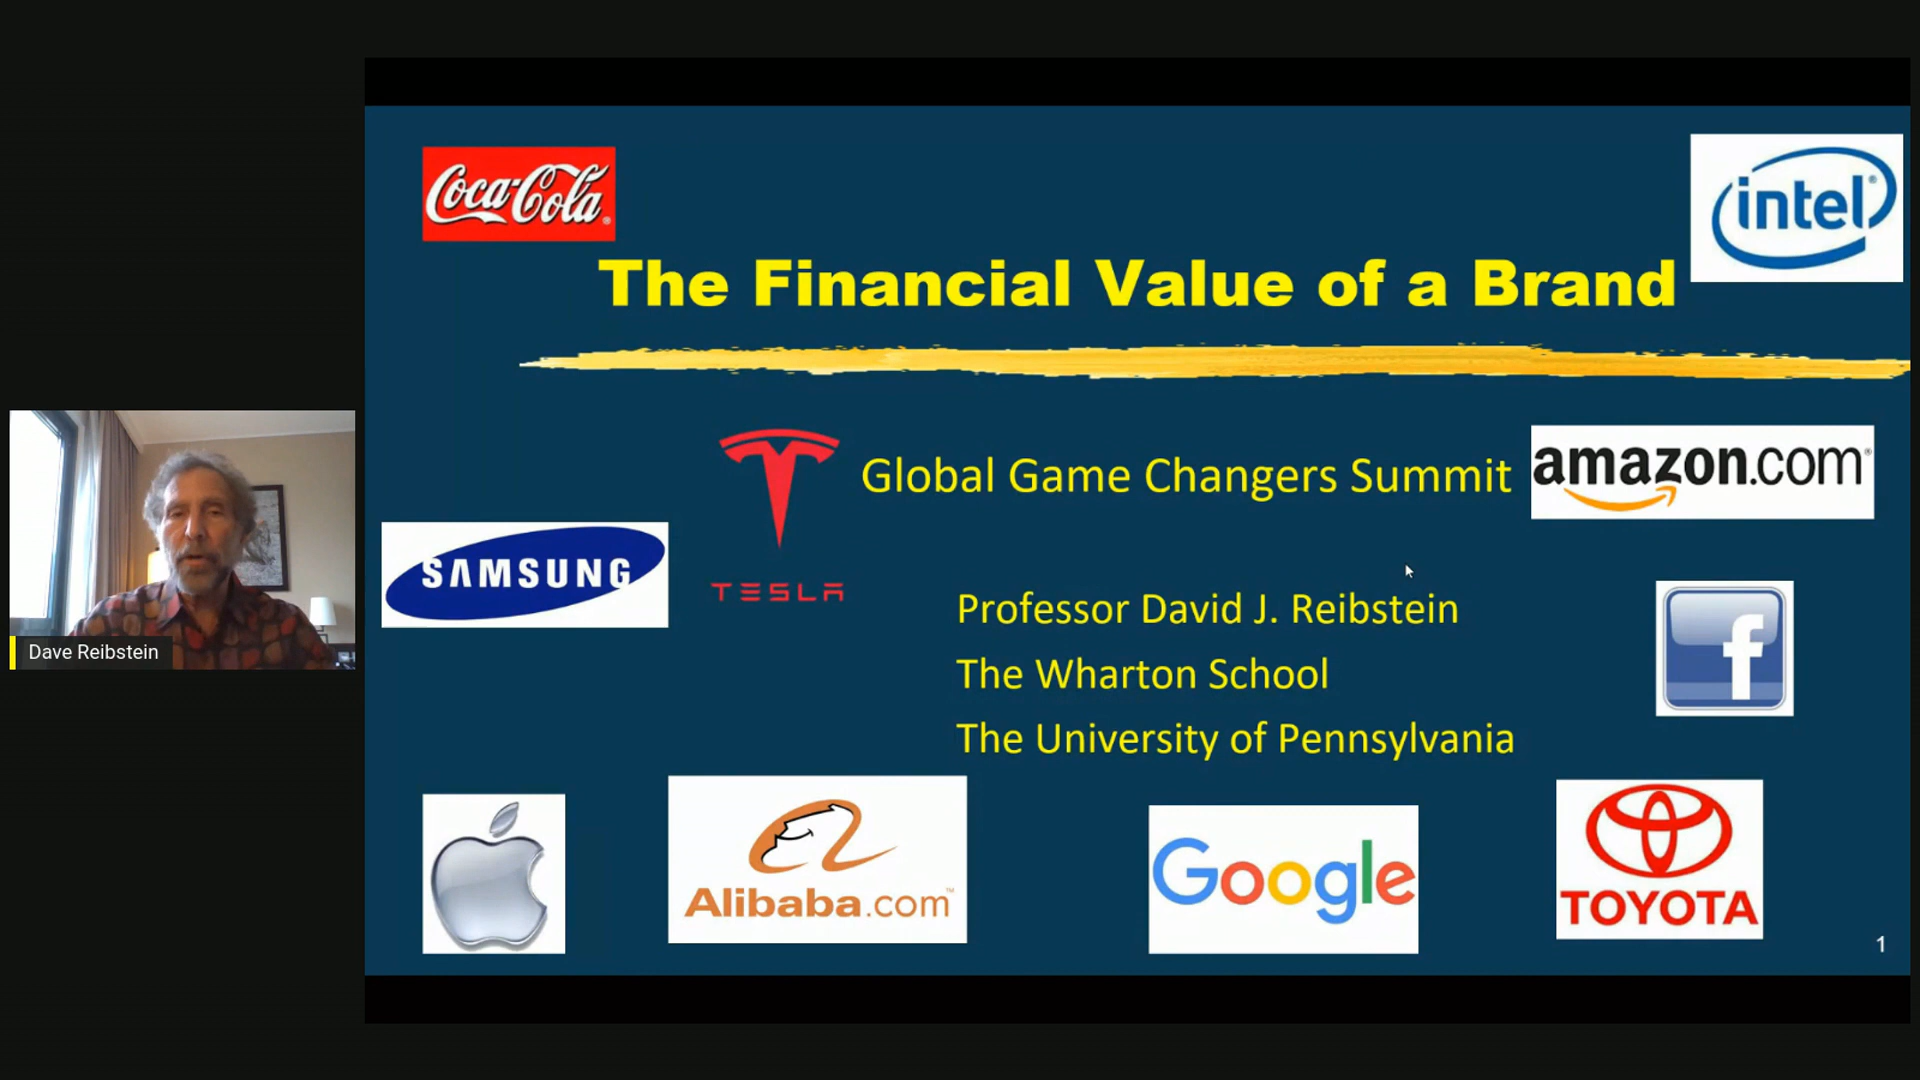 Coca-Cola
intel
The Financial Value of a Brand
Global Game Changers Summit
amazon.com
SAMSUNG
TESLA
Professor David J. Reibstein
The Wharton School
The University of Pennsylvania
f
Dave Reibstein
Alibaba.com
Google
TOYOTA
1